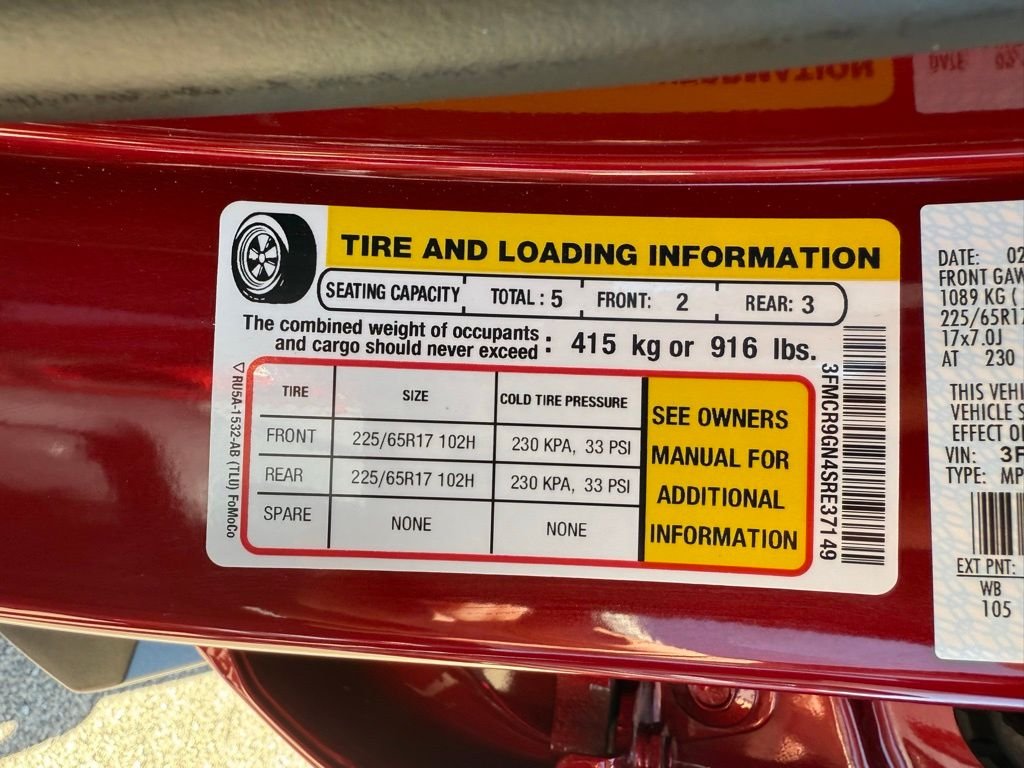 TIRE AND LOADING INFORMATION
SEATING CAPACITY TOTAL : 5 FRONT: 2 REAR: 3
The combined weight of occupants
and cargo should never exceed : 415 kg or 916 lbs.
TIRE SIZE COLD TIRE PRESSURE
FRONT 225/65R17 102H 230 KPA, 33 PSI
REAR 225/65R17 102H 230 KPA, 33 PSI
SPARE NONE NONE
SEE OWNERS
MANUAL FOR
ADDITIONAL
INFORMATION
RU5A-1532-AB (TLU) FoMoCo
3FMCR9GN4SRE37149
DATE: 02
FRONT GAW
1089 KG (
225/65R17
17x7.0J
AT 230
THIS VEHI
VEHICLE S
EFFECT O
VIN: 3F
TYPE: MP
EXT PNT:
WB
105